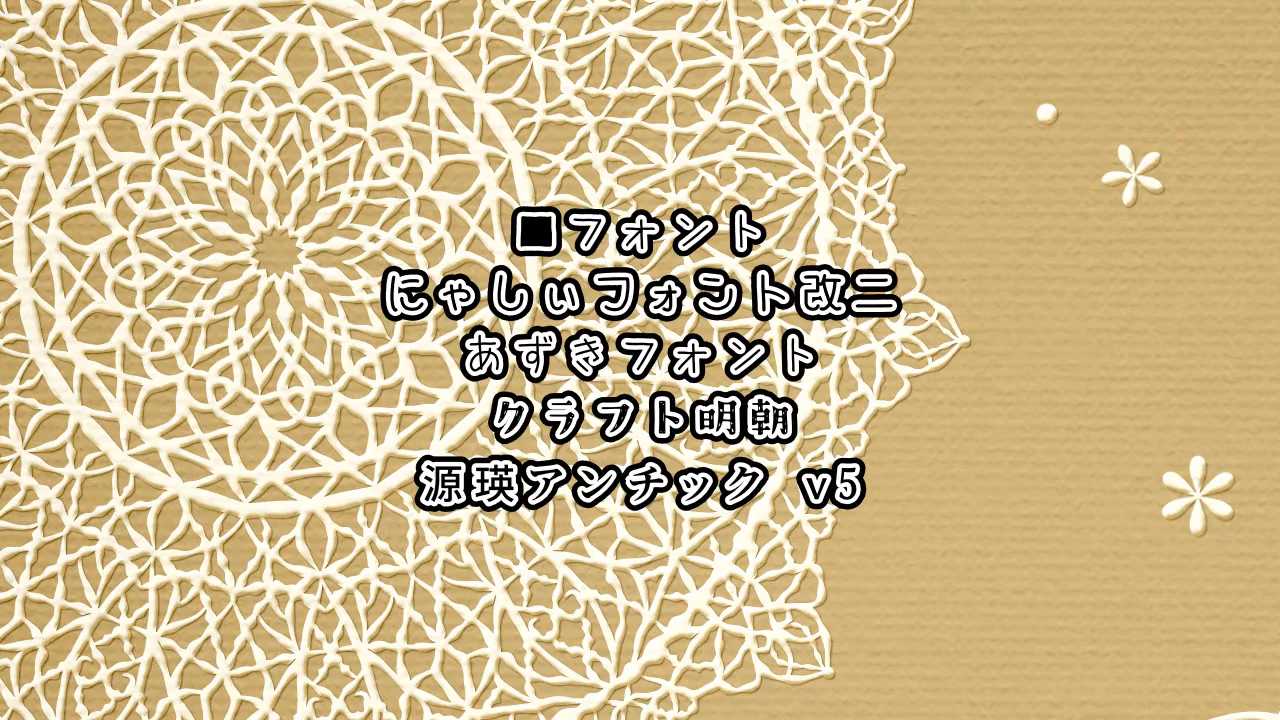 ■フォント
にゃしぃフォント改二
あずきフォント
クラフト明朝
源瑛アンチック　v5